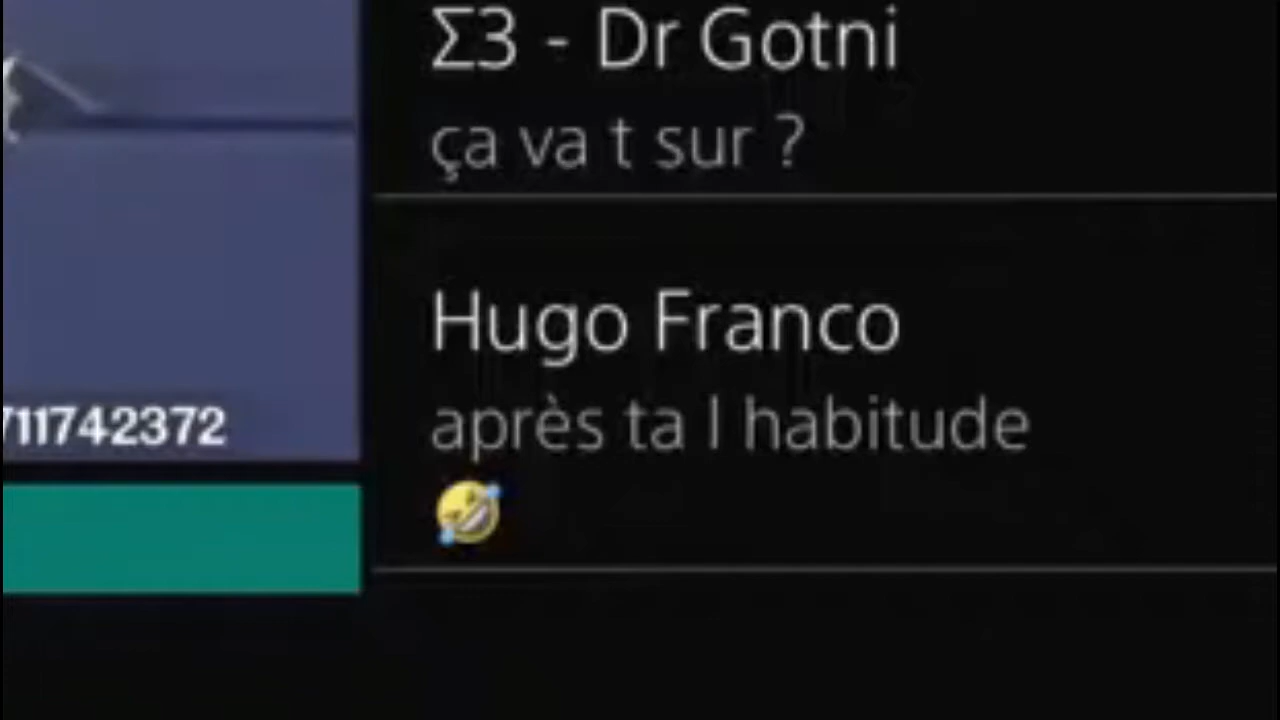 Σ3 - Dr Gotni
ça va t sur ?
Hugo Franco
après ta l habitude
🤣
711742372